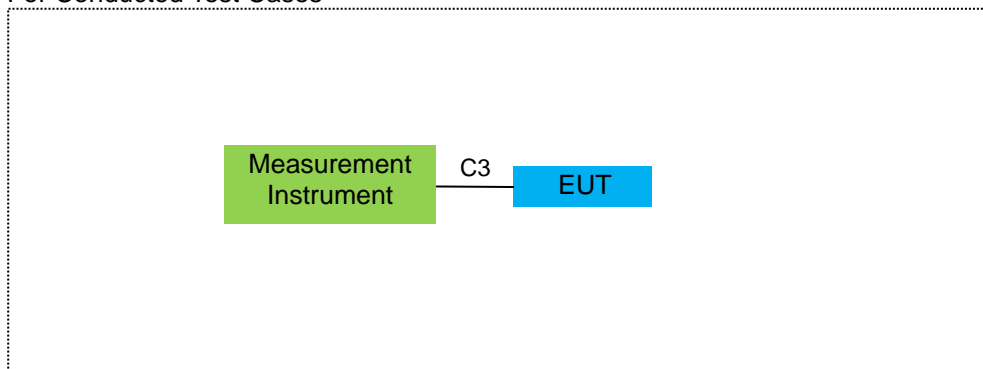 For Conducted Test Cases
Measurement
Instrument
C3
EUT